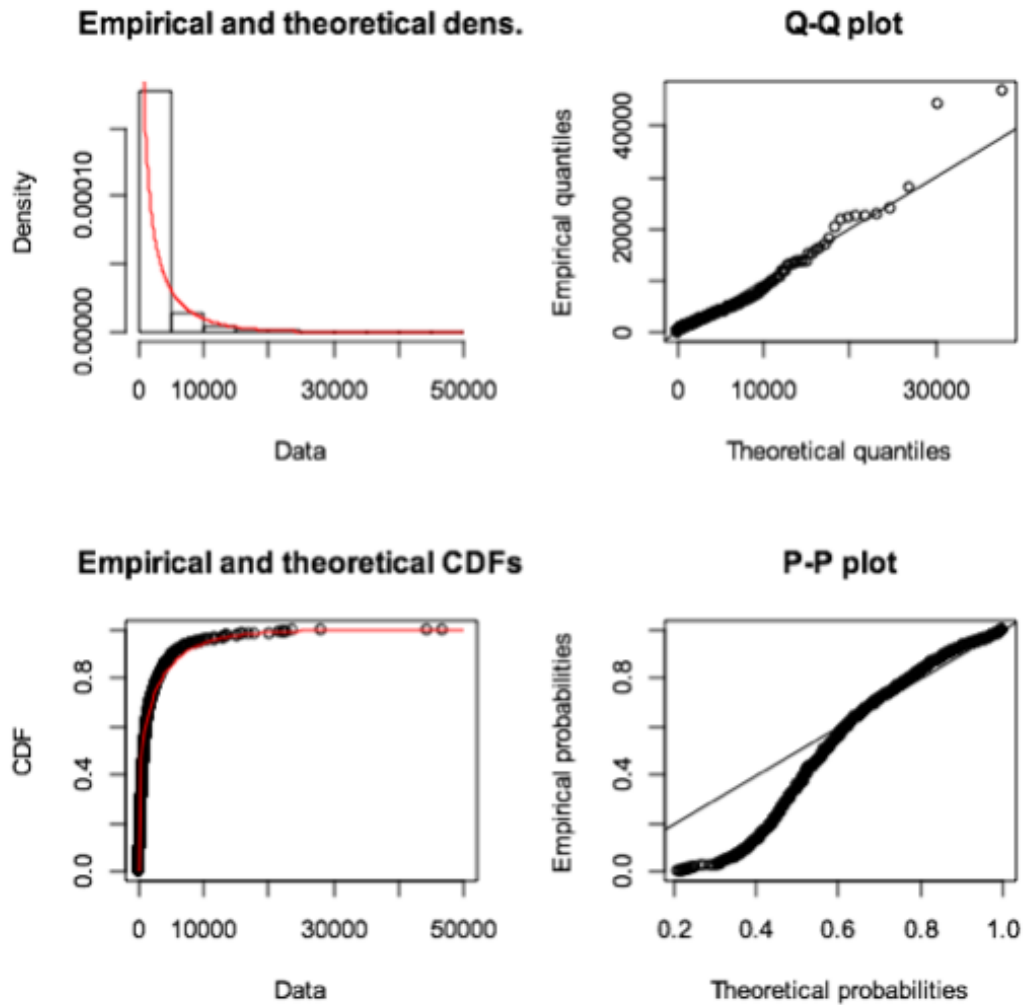 Empirical and theoretical dens.
Density
0.00000
0.00010
0
10000
30000
50000
Data
Q-Q plot
Empirical quantiles
0
20000
40000
0
10000
30000
Theoretical quantiles
Empirical and theoretical CDFs
CDF
0.0
0.4
0.8
0
10000
30000
50000
Data
P-P plot
Empirical probabilities
0.0
0.4
0.8
0.2
0.4
0.6
0.8
1.0
Theoretical probabilities